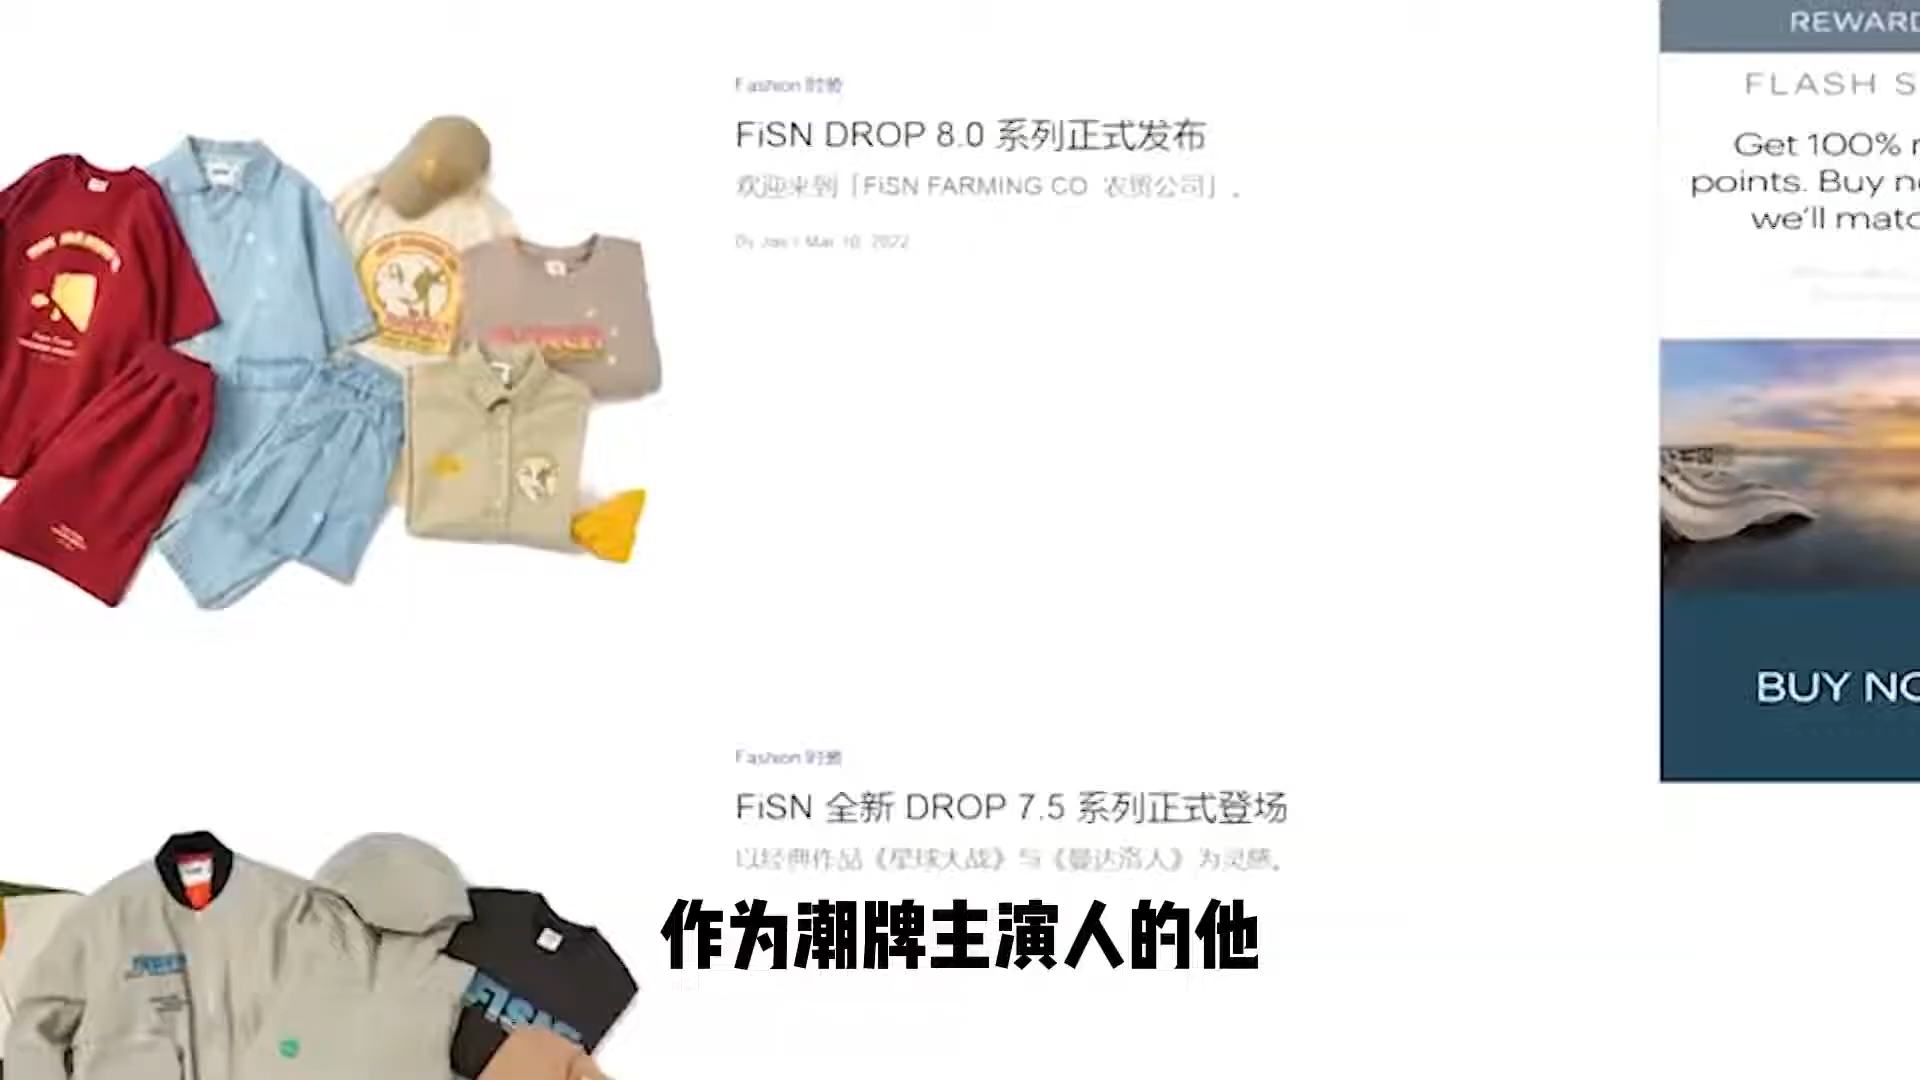 Fashion 时尚
FiSN DROP 8.0 系列正式发布
欢迎来到「FiSN FARMING CO 农贸公司」。
Mar 10, 2022
Fashion 时尚
FiSN 全新 DROP 7.5 系列正式登场
以经典作品《星球大战》与《曼达洛人》为灵感。
作为潮牌主演人的他
REWARD
FLASH S
Get 100%
points. Buy
we'll matc
BUY NO
FISN